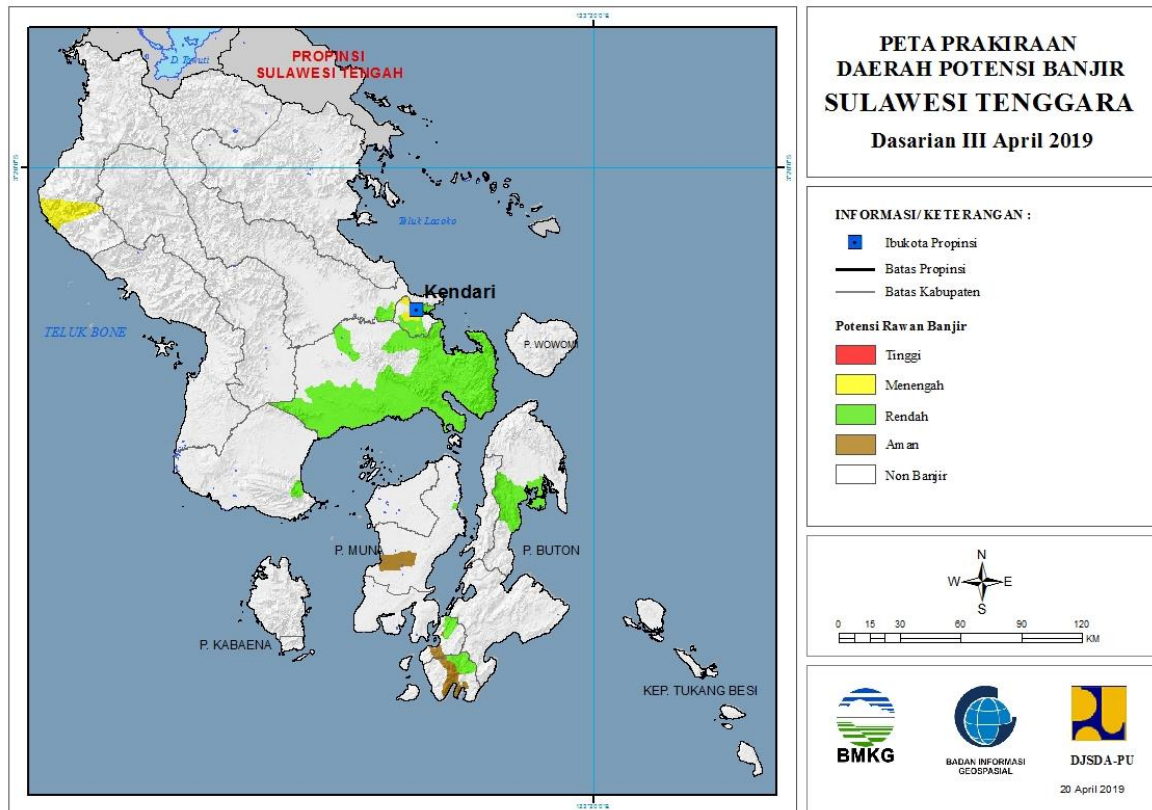 PETA PRAKIRAAN
DAERAH POTENSI BANJIR
SULAWESI TENGGARA
Dasarian III April 2019
INFORMASI/ KETERANGAN :
Ibukota Propinsi
Batas Propinsi
Batas Kabupaten
Potensi Rawan Banjir
Tinggi
Menengah
Rendah
Aman
Non Banjir
N
W E
S
0 15 30 60 90 120
KM
BMKG
BADAN INFORMASI
GEOSPASIAL
DJSDA-PU
20 April 2019
D. Towuti
PROPINSI
SULAWESI TENGAH
Teluk Lasolo
Kendari
TELUK BONE
P. WOWONI
P. MUNA
P. BUTON
P. KABAENA
KEP. TUKANG BESI